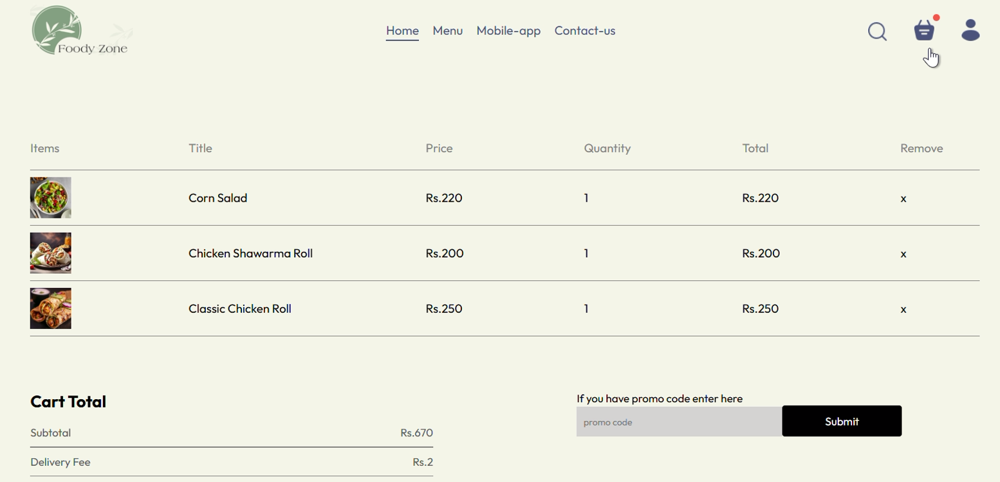 Foody Zone
Home Menu Mobile-app Contact-us
Items Title Price Quantity Total Remove
Corn Salad Rs.220 1 Rs.220 x
Chicken Shawarma Roll Rs.200 1 Rs.200 x
Classic Chicken Roll Rs.250 1 Rs.250 x
Cart Total
Subtotal Rs.670
Delivery Fee Rs.2
If you have promo code enter here
promo code Submit